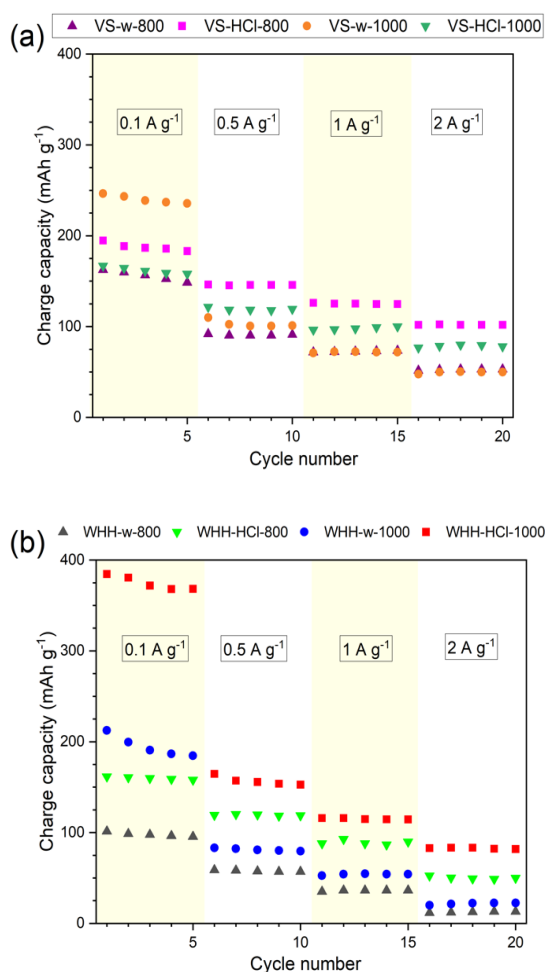 VS-w-800 VS-HCl-800 VS-w-1000 VS-HCl-1000
(a)
400
300
200
100
0
0.1 A g⁻¹ 0.5 A g⁻¹ 1 A g⁻¹ 2 A g⁻¹
Charge capacity (mAh g⁻¹)
5 10 15 20
Cycle number
WHH-w-800 WHH-HCl-800 WHH-w-1000 WHH-HCl-1000
(b)
400
300
200
100
0
0.1 A g⁻¹ 0.5 A g⁻¹ 1 A g⁻¹ 2 A g⁻¹
Charge capacity (mAh g⁻¹)
5 10 15 20
Cycle number